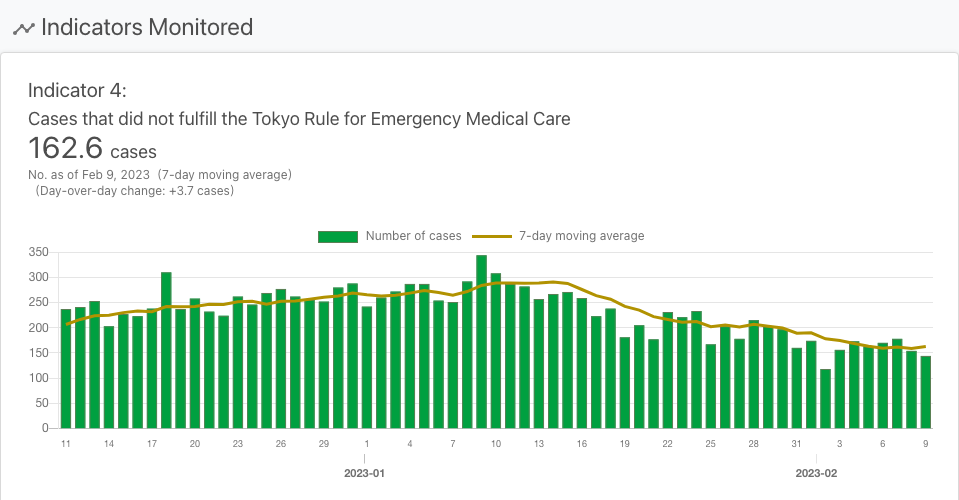 Indicators Monitored
Indicator 4:
Cases that did not fulfill the Tokyo Rule for Emergency Medical Care
162.6 cases
No. as of Feb 9, 2023 (7-day moving average)
(Day-over-day change: +3.7 cases)
Number of cases 7-day moving average
350
300
250
200
150
100
50
0
11 14 17 20 23 26 29 1 4 7 10 13 16 19 22 25 28 31 3 6 9
2023-01 2023-02